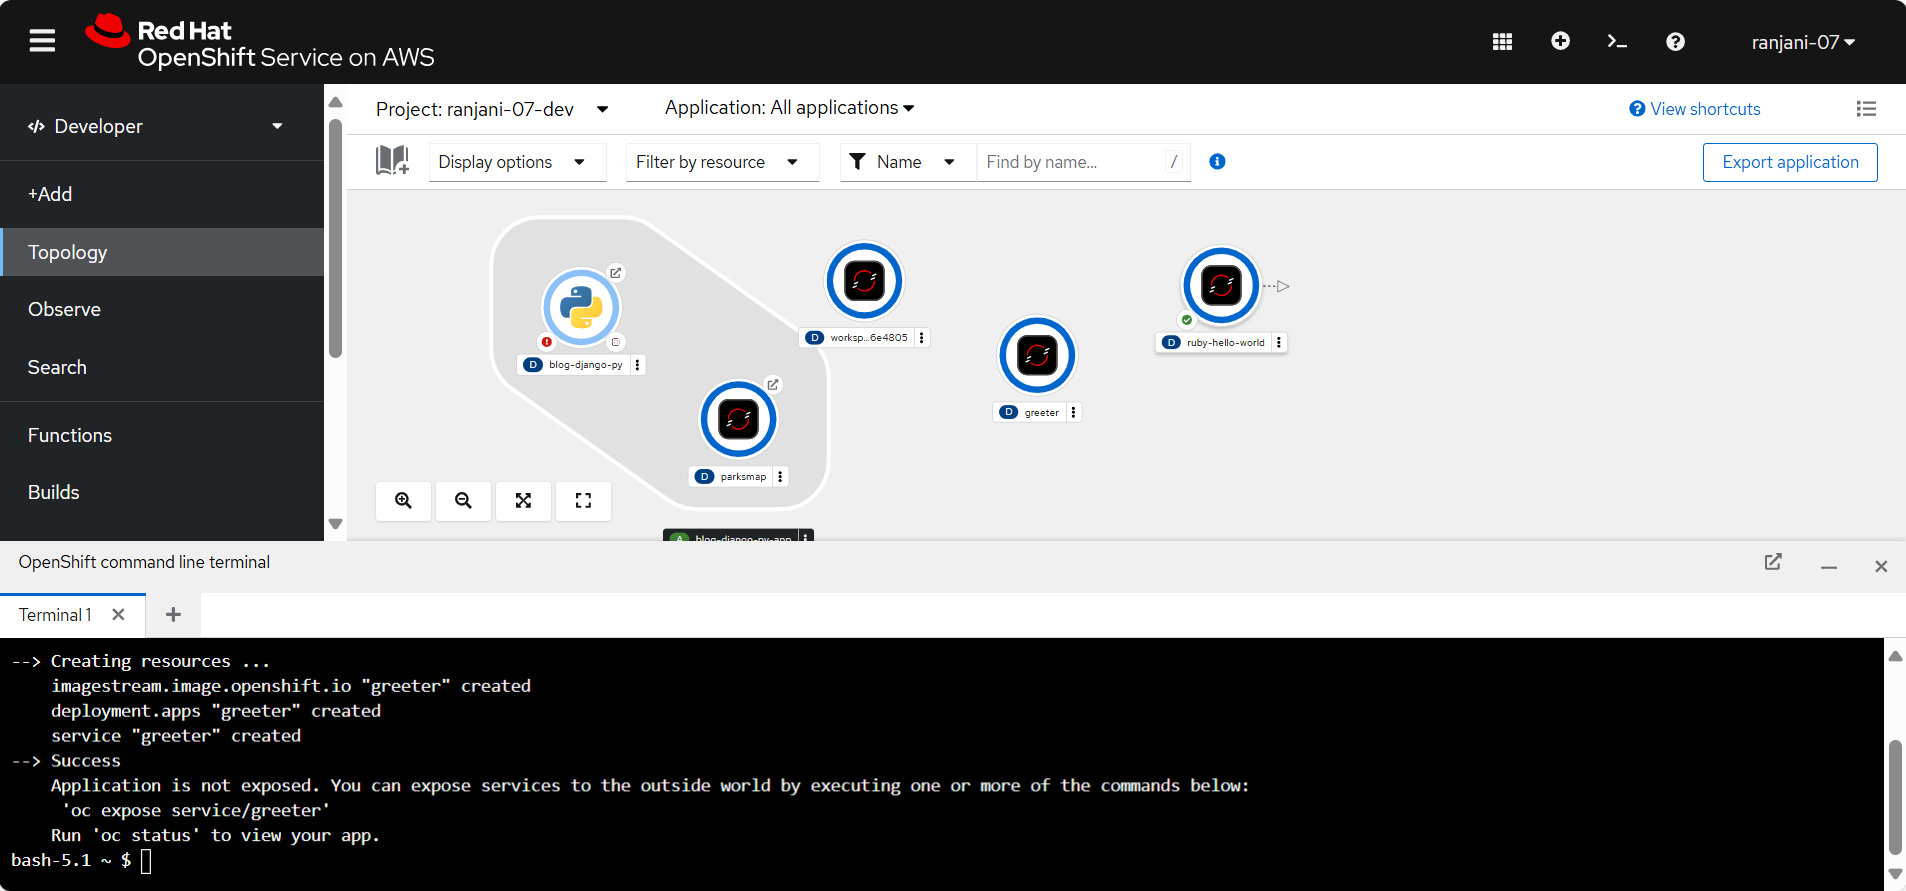 Red Hat
OpenShift Service on AWS
ranjani-07
Developer
+Add
Topology
Observe
Search
Functions
Builds
Project: ranjani-07-dev
Application: All applications
View shortcuts
Display options
Filter by resource
Name
Find by name...
/
Export application
D blog-django-py
D worksp...6e4805
D ruby-hello-world
D greeter
D parksmap
A blog-django-py-app
OpenShift command line terminal
Terminal 1
--> Creating resources ...
imagestream.image.openshift.io "greeter" created
deployment.apps "greeter" created
service "greeter" created
--> Success
Application is not exposed. You can expose services to the outside world by executing one or more of the commands below:
'oc expose service/greeter'
Run 'oc status' to view your app.
bash-5.1 ~ $